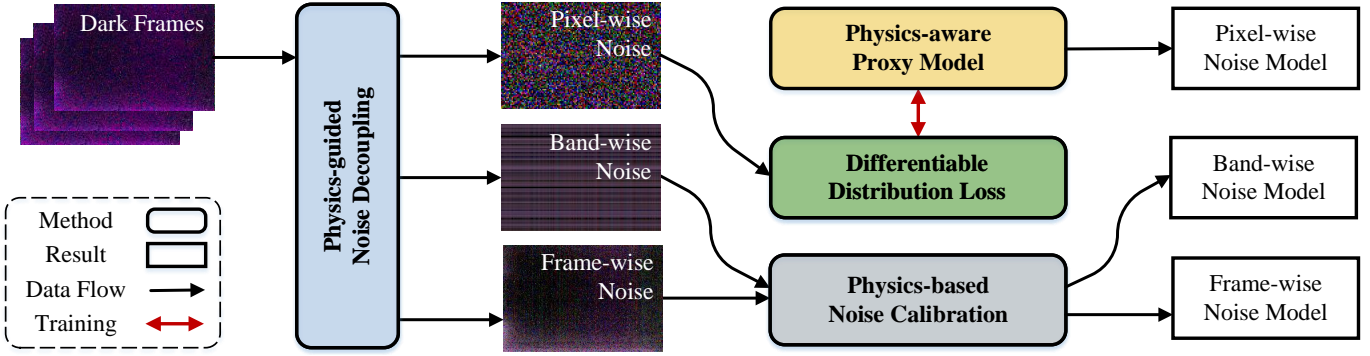 Dark Frames
Physics-guided
Noise Decoupling
Pixel-wise
Noise
Band-wise
Noise
Frame-wise
Noise
Physics-aware
Proxy Model
Differentiable
Distribution Loss
Physics-based
Noise Calibration
Pixel-wise
Noise Model
Band-wise
Noise Model
Frame-wise
Noise Model
Method
Result
Data Flow
Training